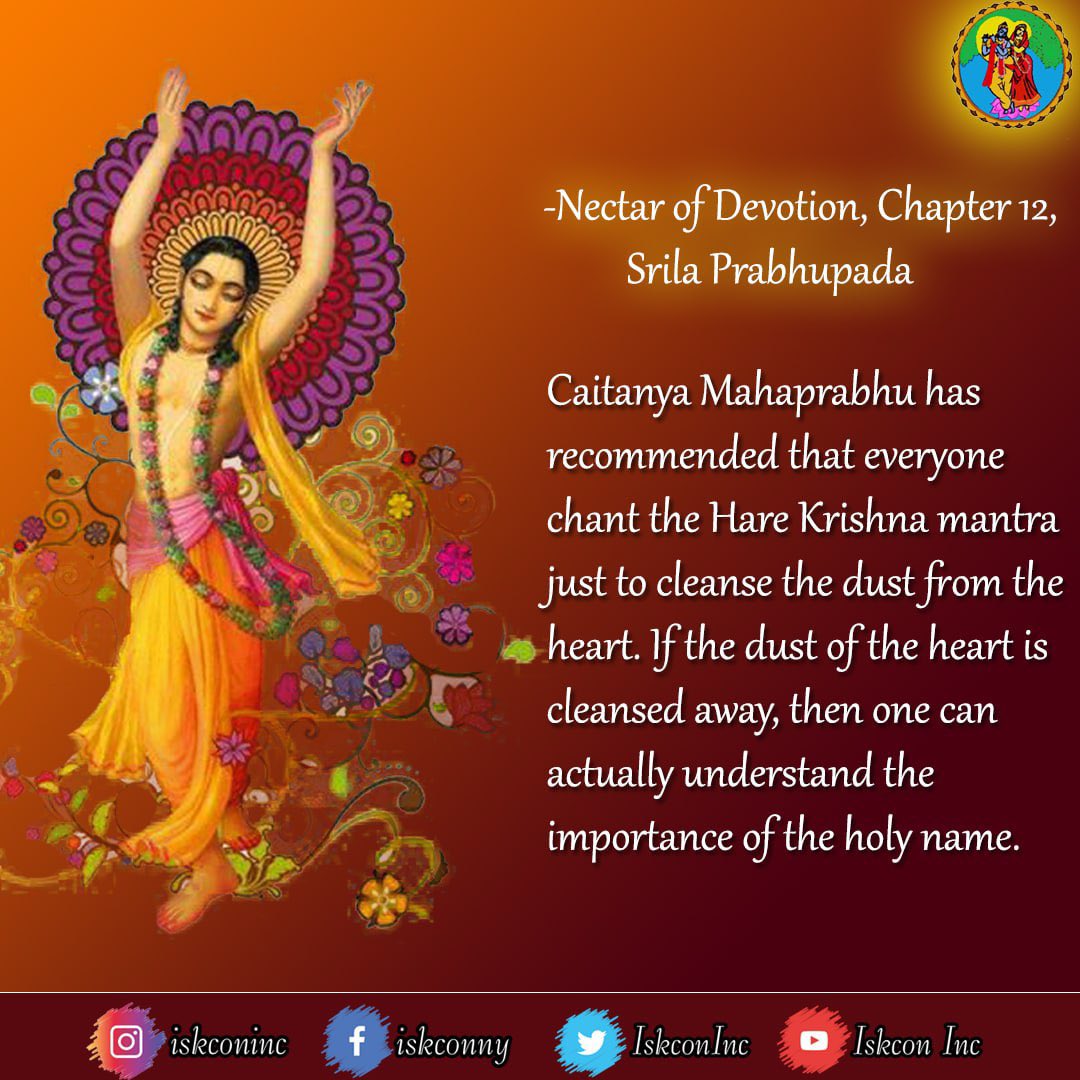 -Nectar of Devotion, Chapter 12,
Srila Prabhupada
Caitanya Mahaprabhu has
recommended that everyone
chant the Hare Krishna mantra
just to cleanse the dust from the
heart. If the dust of the heart is
cleansed away, then one can
actually understand the
importance of the holy name.
iskconinc iskconny IskconInc Iskcon Inc